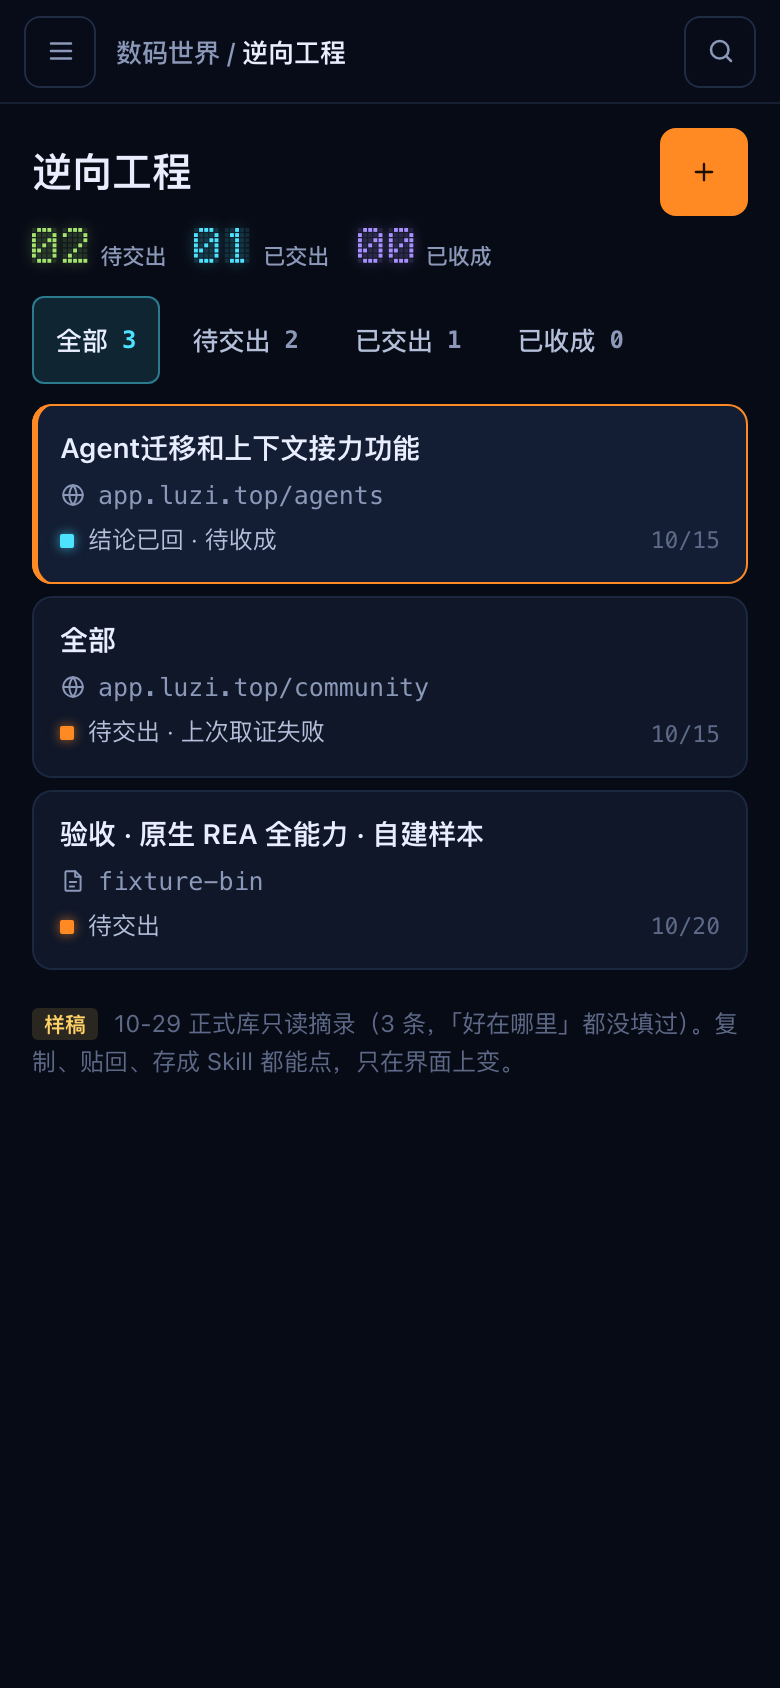 数码世界 / 逆向工程
逆向工程
02 待交出 01 已交出 00 已收成
全部 3 待交出 2 已交出 1 已收成 0
Agent迁移和上下文接力功能
app.luzi.top/agents
结论已回 · 待收成 10/15
全部
app.luzi.top/community
待交出 · 上次取证失败 10/15
验收 · 原生 REA 全能力 · 自建样本
fixture-bin
待交出 10/20
样稿 10-29 正式库只读摘录（3 条，「好在哪里」都没填过）。复
制、贴回、存成 Skill 都能点，只在界面上变。